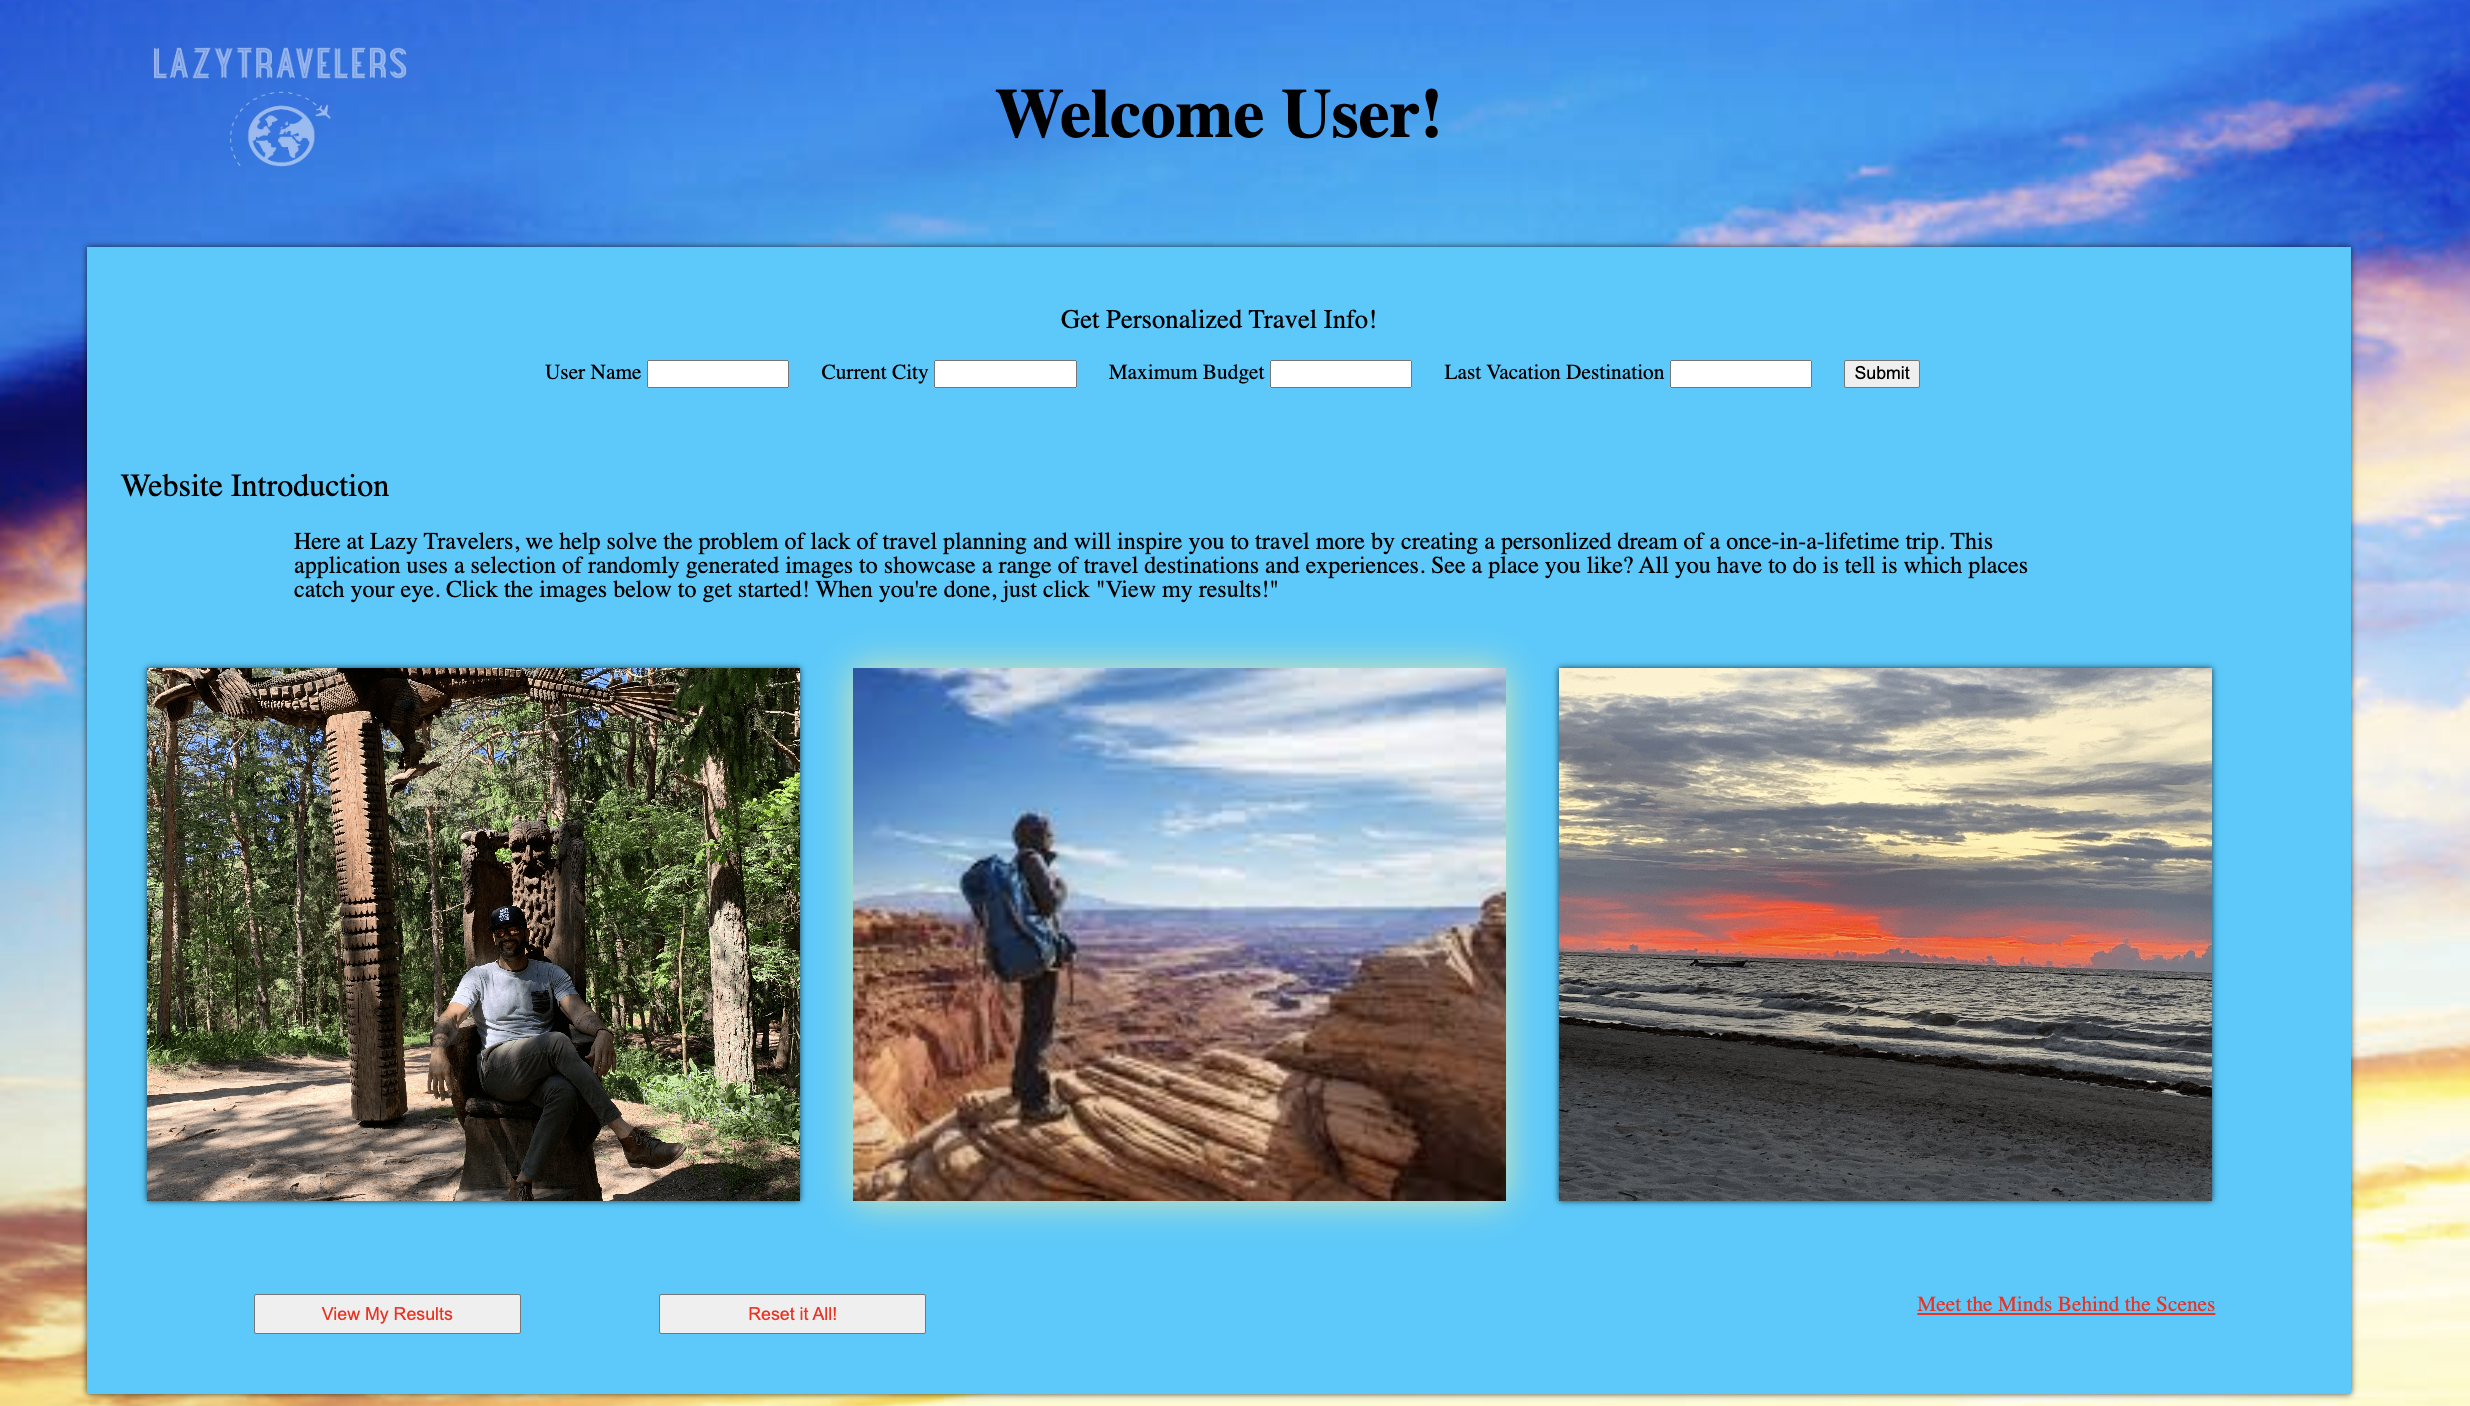 LAZYTRAVELERS
Welcome User!
Get Personalized Travel Info!
User Name Current City Maximum Budget Last Vacation Destination Submit
Website Introduction
Here at Lazy Travelers, we help solve the problem of lack of travel planning and will inspire you to travel more by creating a personlized dream of a once-in-a-lifetime trip. This
application uses a selection of randomly generated images to showcase a range of travel destinations and experiences. See a place you like? All you have to do is tell is which places
catch your eye. Click the images below to get started! When you're done, just click "View my results!"
View My Results Reset it All! Meet the Minds Behind the Scenes